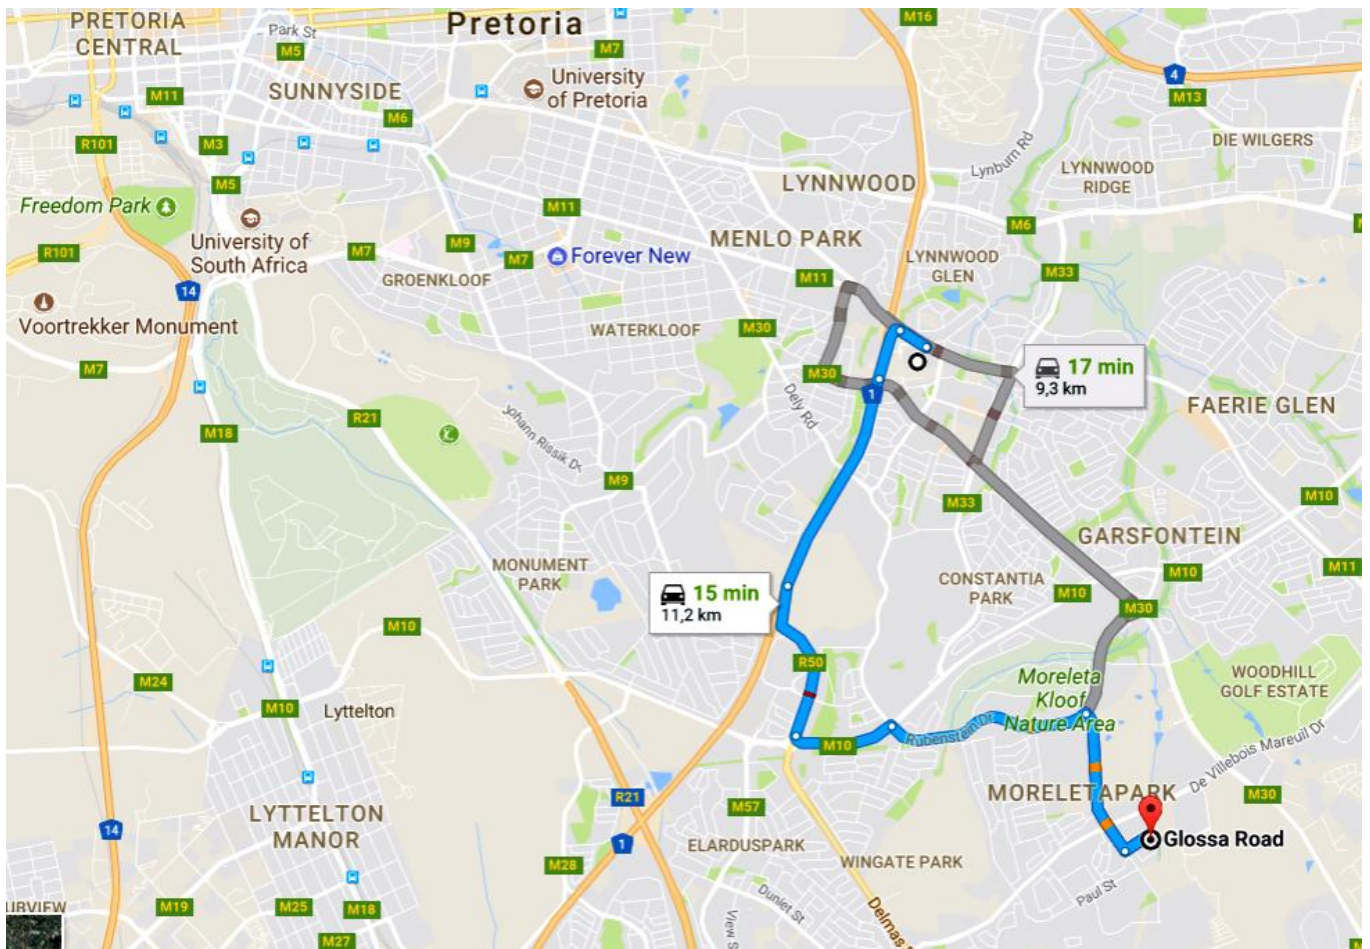 PRETORIA
CENTRAL
Park St
M5
Pretoria
M7
M16
4
M13
SUNNYSIDE
University
of Pretoria
M11
M6
R101
M3
DIE WILGERS
Lynburn Rd
LYNNWOOD
RIDGE
M5
LYNNWOOD
Freedom Park
M11
M6
University of
South Africa
M9
M7
M7
MENLO PARK
R101
Forever New
LYNNWOOD
GLEN
GROENKLOOF
M11
M33
14
Voortrekker Monument
WATERKLOOF
M30
M7
M30
17 min
9,3 km
1
Dely Rd
FAERIE GLEN
R21
Johann Rissik Dr
M18
M9
M33
M10
GARSFONTEIN
MONUMENT
PARK
CONSTANTIA
PARK
M10
M11
15 min
11,2 km
M10
M30
M10
R50
Moreleta
Kloof
Nature Area
WOODHILL
GOLF ESTATE
M24
M10
Lyttelton
Rubenstein Dr
M10
De Villebois Mareuil Dr
MORELETAPARK
R21
M57
M30
LYTTELTON
MANOR
14
1
Glossa Road
ELARDUSPARK
WINGATE PARK
M28
Paul St
Dunlet St
Delmas
View S
M19
M25
M18
M27
URVIEW